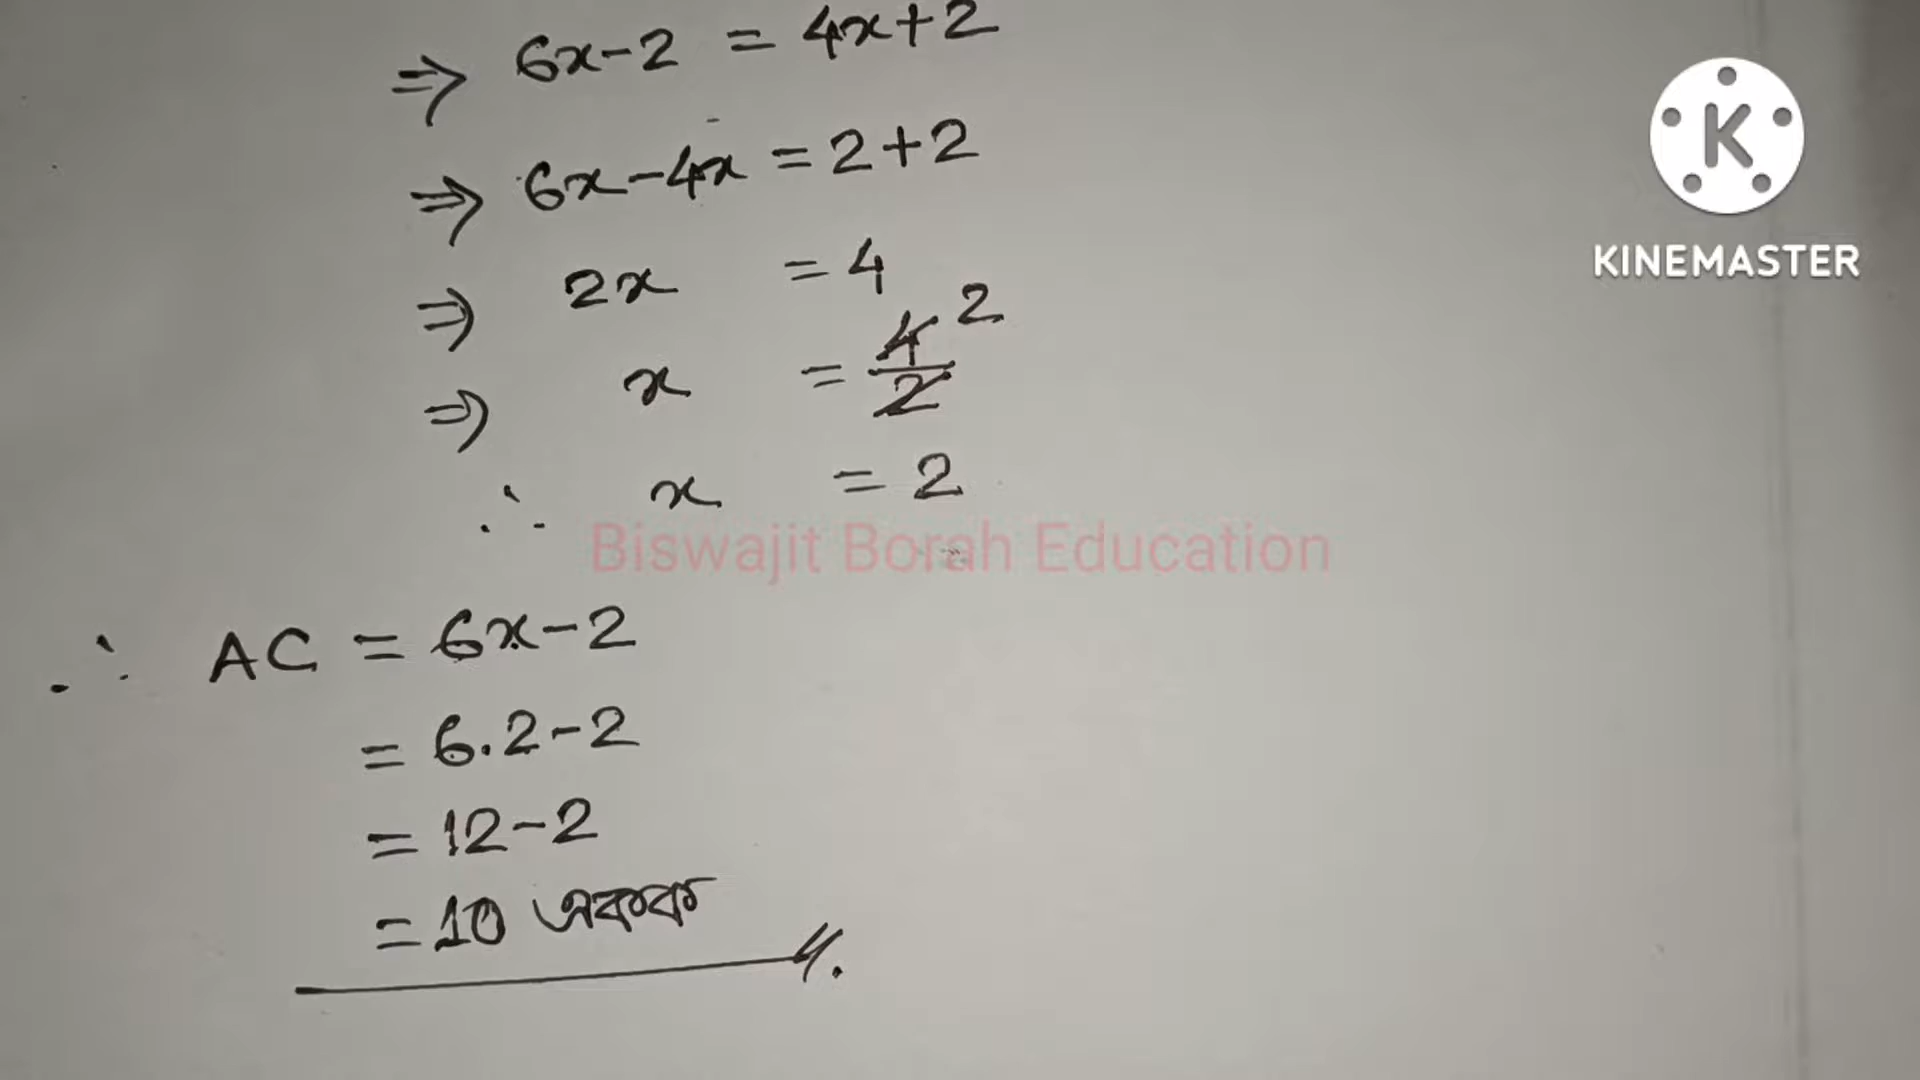 ⇒ 6x-2 = 4x+2
⇒ 6x-4x = 2+2
⇒ 2x = 4
⇒ x = 4/2 2
∴ x = 2
∴ AC = 6x-2
= 6.2-2
= 12-2
= 10 একক
K
KINEMASTER
Biswajit Borah Education